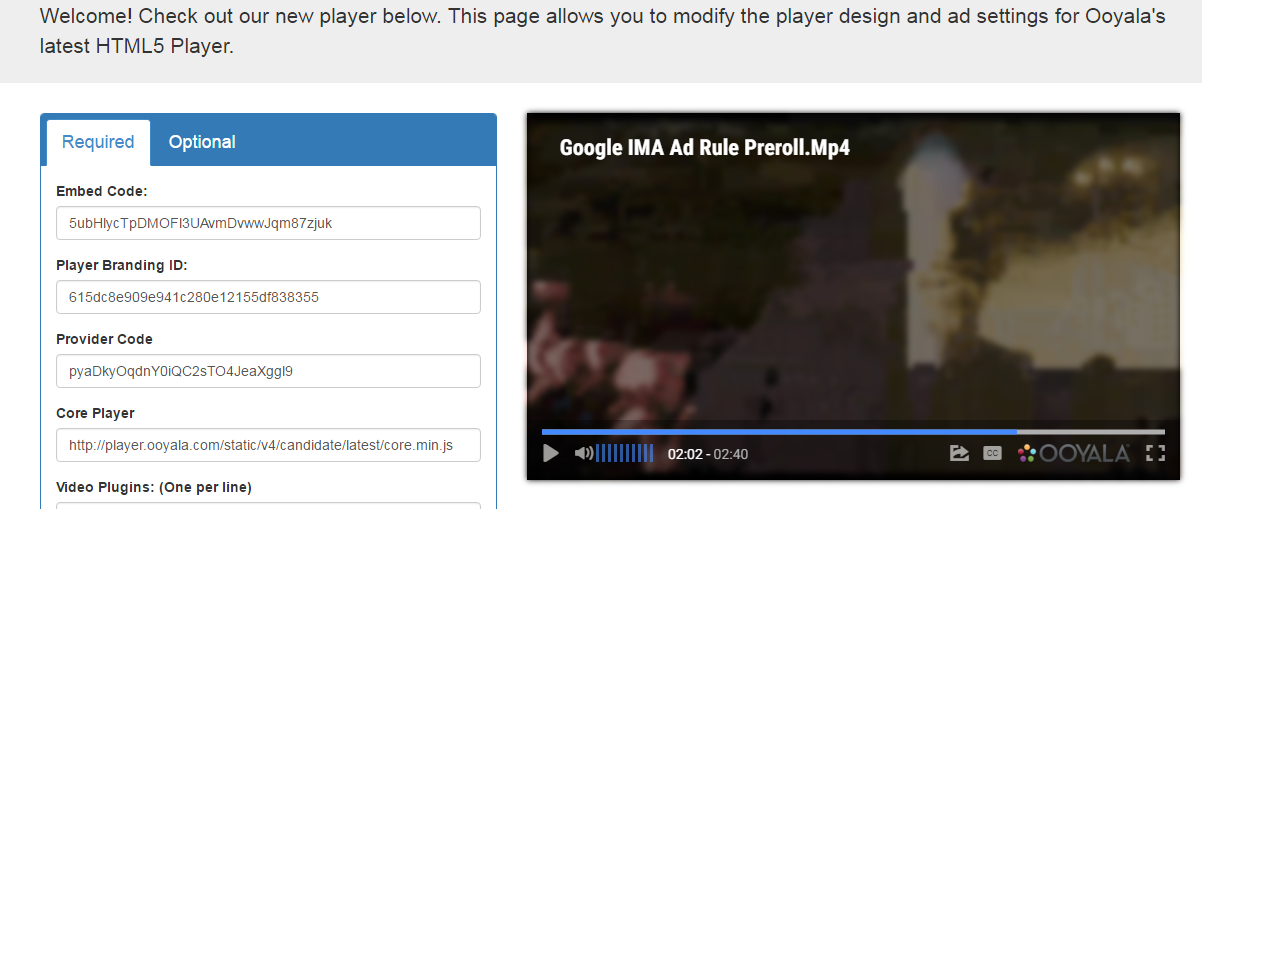 Welcome! Check out our new player below. This page allows you to modify the player design and ad settings for Ooyala's
latest HTML5 Player.
Required
Optional
Embed Code:
5ubHlycTpDMOFI3UAvmDvwwJqm87zjuk
Player Branding ID:
615dc8e909e941c280e12155df838355
Provider Code
pyaDkyOqdnY0iQC2sTO4JeaXggI9
Core Player
http://player.ooyala.com/static/v4/candidate/latest/core.min.js
Video Plugins: (One per line)
Google IMA Ad Rule Preroll.Mp4
02:02 - 02:40
CC
OOYALA